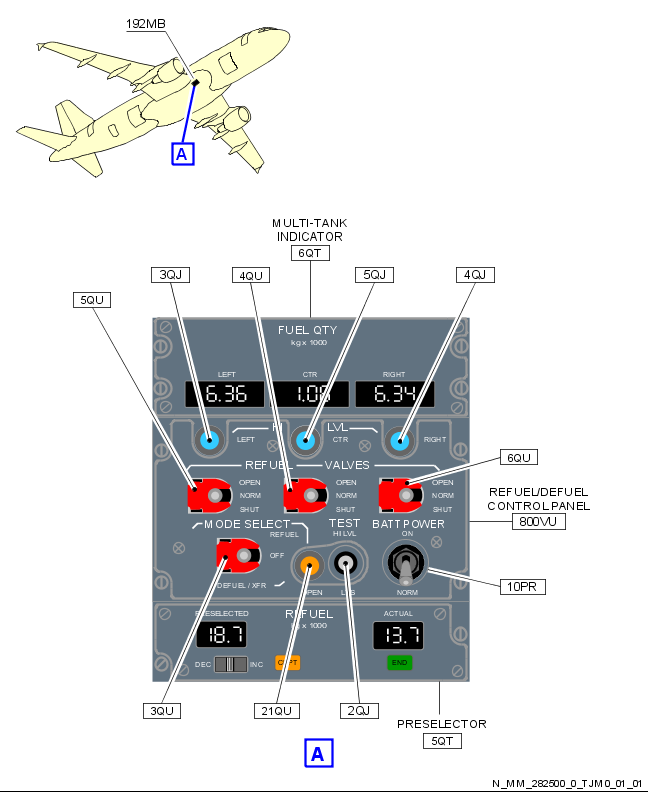 192MB
A
MULTI-TANK
INDICATOR
6QT
3QJ
4QU
5QJ
4QJ
5QU
FUEL QTY
kg x 1000
LEFT
CTR
RIGHT
6.36
1.08
6.34
LVL
LEFT
CTR
RIGHT
REFUEL VALVES
6QU
OPEN
NORM
SHUT
OPEN
NORM
SHUT
OPEN
NORM
SHUT
REFUEL/DEFUEL
CONTROL PANEL
800VU
MODE SELECT
REFUEL
OFF
DEFUEL / XFR
TEST
HI LVL
BATT POWER
ON
NORM
10PR
REFUEL
kg x 1000
PRESELECTED
ACTUAL
18.7
13.7
DEC
INC
END
3QU
21QU
2QJ
PRESELECTOR
5QT
A
N_MM_282500_0_TJM0_01_01